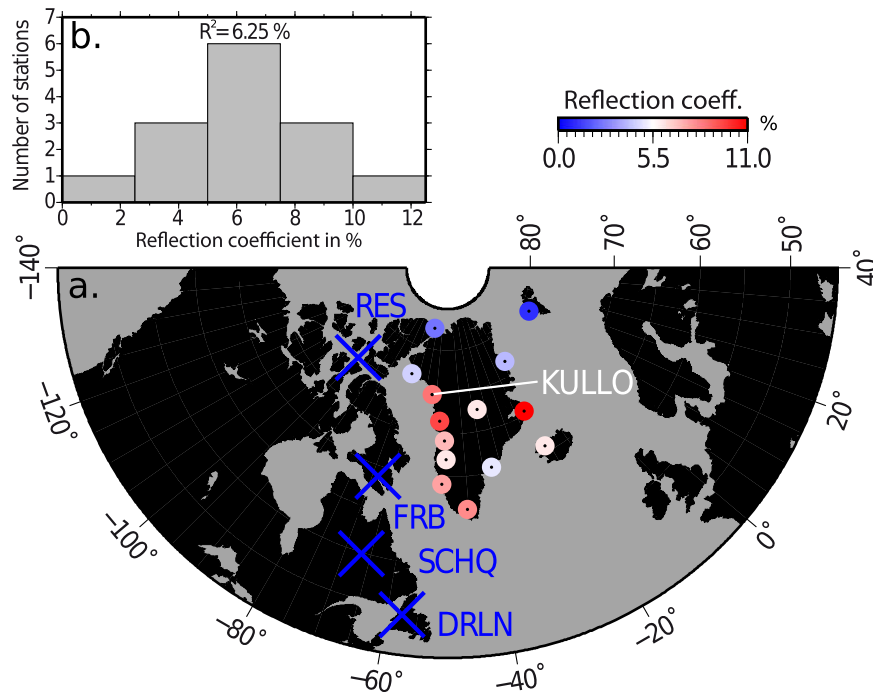 b.
R²= 6.25 %
Number of stations
7
6
5
4
3
2
1
0
0 2 4 6 8 10 12
Reflection coefficient in %
Reflection coeff.
%
0.0 5.5 11.0
80° 70° 60° 50° 40°
-140°
a.
RES
KULLO
FRB
SCHQ
DRLN
-120°
-100°
-80°
-60°
-40°
-20°
0°
20°